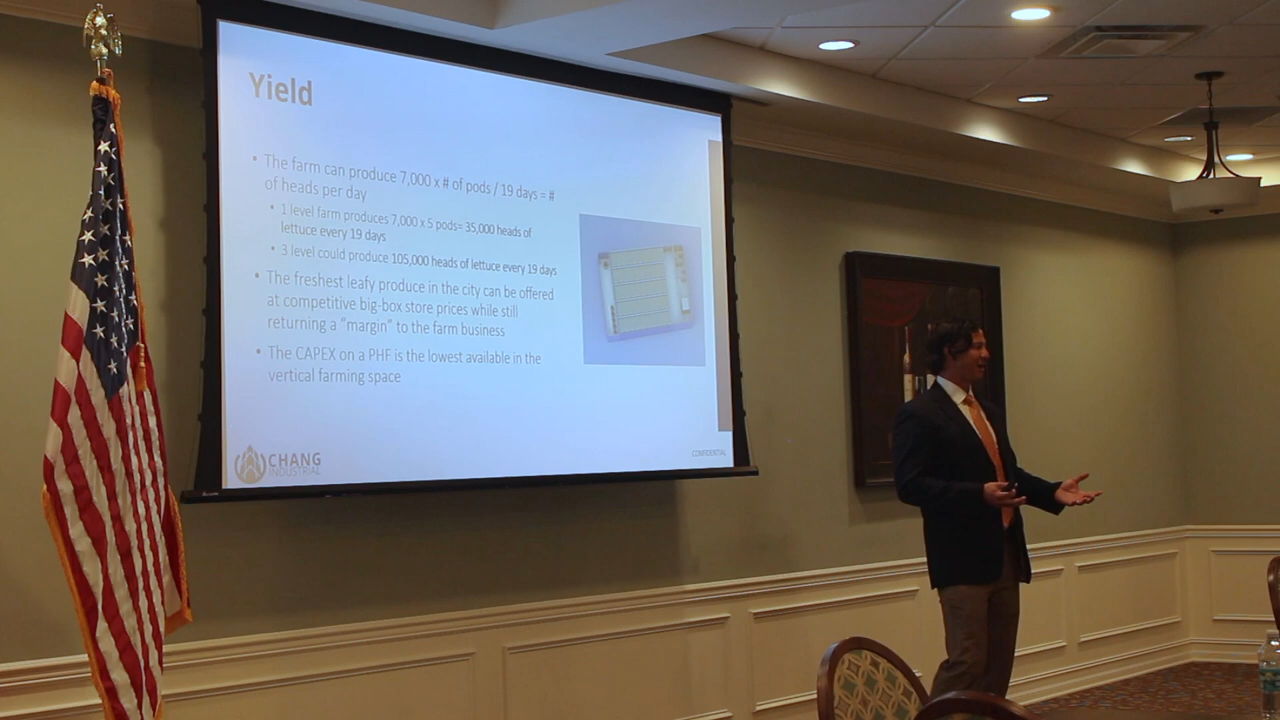 Yield
• The farm can produce 7,000 x # of pods / 19 days = #
of heads per day
• 1 level farm produces 7,000 x 5 pods= 35,000 heads of
lettuce every 19 days
• 3 level could produce 105,000 heads of lettuce every 19 days
• The freshest leafy produce in the city can be offered
at competitive big-box store prices while still
returning a "margin" to the farm business
• The CAPEX on a PHF is the lowest available in the
vertical farming space
CHANG
INDUSTRIAL
CONFIDENTIAL